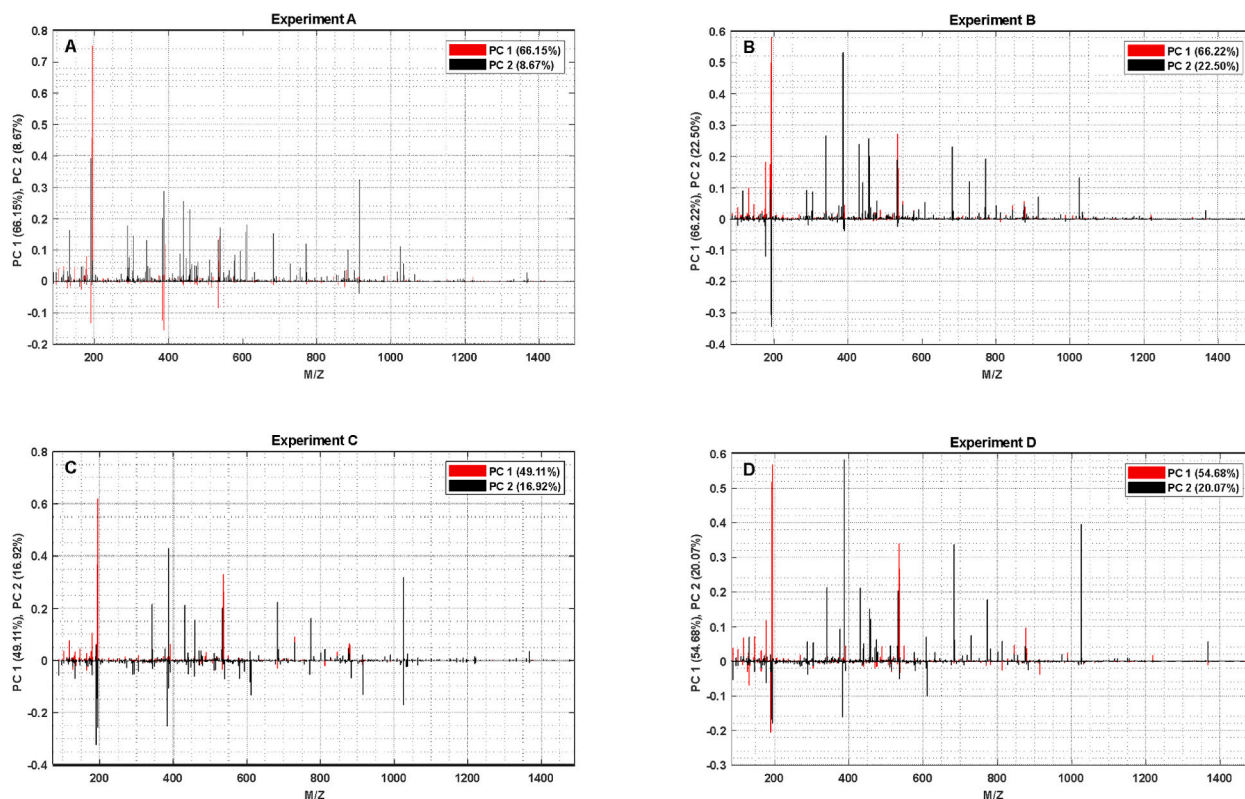 Experiment A
A
PC 1 (66.15%)
PC 2 (8.67%)
PC 1 (66.15%), PC 2 (8.67%)
0.8
0.7
0.6
0.5
0.4
0.3
0.2
0.1
0
-0.1
-0.2
200 400 600 800 1000 1200 1400
M/Z
Experiment B
B
PC 1 (66.22%)
PC 2 (22.50%)
PC 1 (66.22%), PC 2 (22.50%)
0.6
0.5
0.4
0.3
0.2
0.1
0
-0.1
-0.2
-0.3
-0.4
200 400 600 800 1000 1200 1400
M/Z
Experiment C
C
PC 1 (49.11%)
PC 2 (16.92%)
PC 1 (49.11%), PC 2 (16.92%)
0.8
0.6
0.4
0.2
0
-0.2
-0.4
200 400 600 800 1000 1200 1400
M/Z
Experiment D
D
PC 1 (54.68%)
PC 2 (20.07%)
PC 1 (54.68%), PC 2 (20.07%)
0.6
0.5
0.4
0.3
0.2
0.1
0
-0.1
-0.2
-0.3
200 400 600 800 1000 1200 1400
M/Z